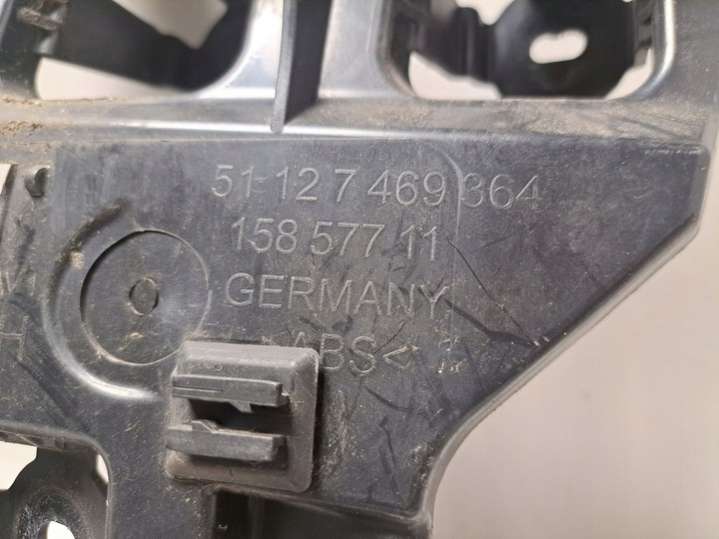 51 12 7 469 364
158 577 11
GERMANY
>ABS<
H